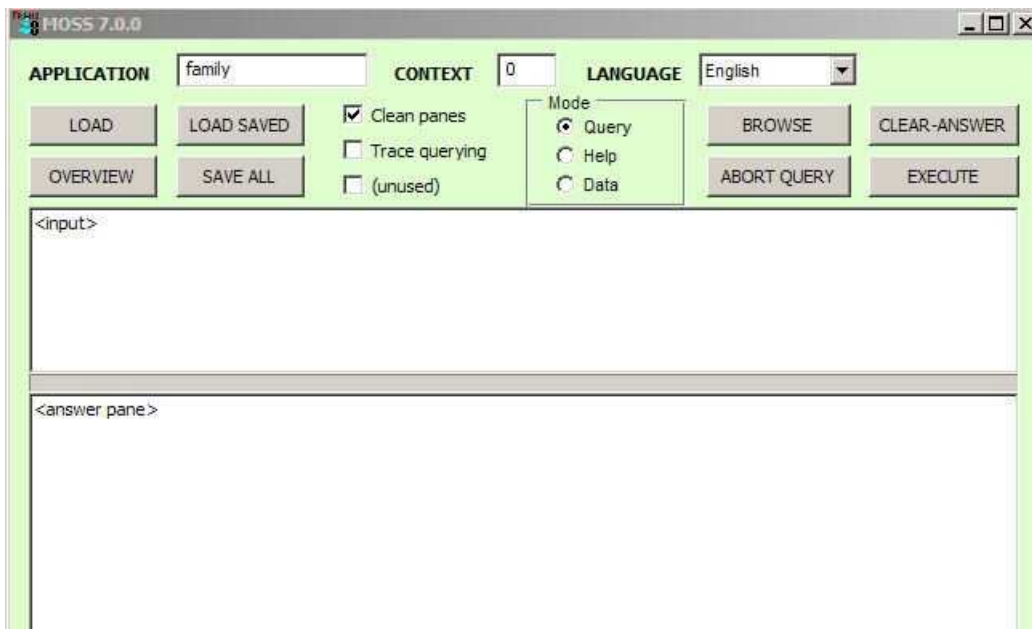 MOSS 7.0.0
APPLICATION family CONTEXT 0 LANGUAGE English
Mode
LOAD LOAD SAVED Clean panes Query BROWSE CLEAR-ANSWER
Trace querying Help
OVERVIEW SAVE ALL (unused) Data ABORT QUERY EXECUTE
<input>
<answer pane>